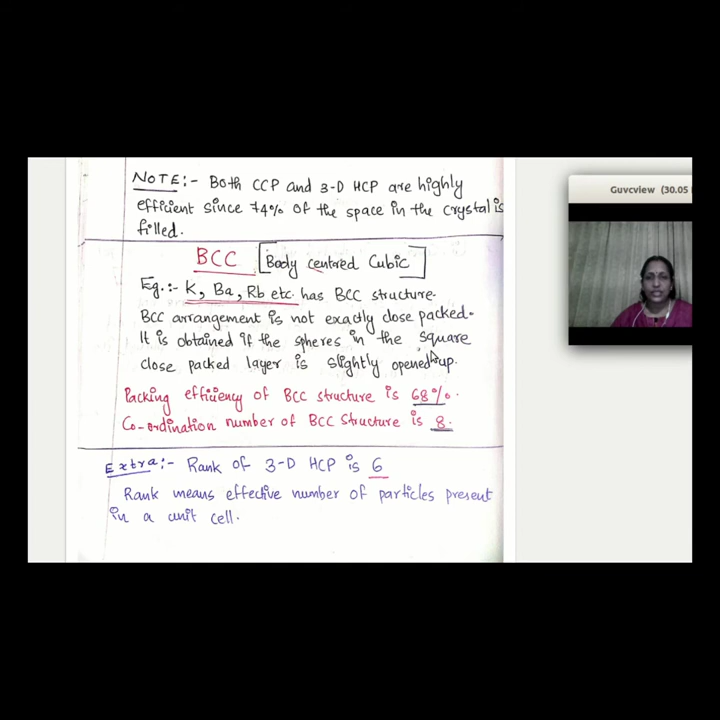 NOTE:- Both CCP and 3-D HCP are highly
efficient since 74% of the space in the crystal is
filled.
BCC [Body centred Cubic]
Eg.:- K, Ba, Rb etc. has BCC structure.
BCC arrangement is not exactly close packed.
It is obtained if the spheres in the square
close packed layer is slightly opened up.
Packing efficiency of BCC structure is 68%.
Co-ordination number of BCC Structure is 8.
Extra:- Rank of 3-D HCP is 6
Rank means effective number of particles present
in a unit cell.
Guvcview (30.05